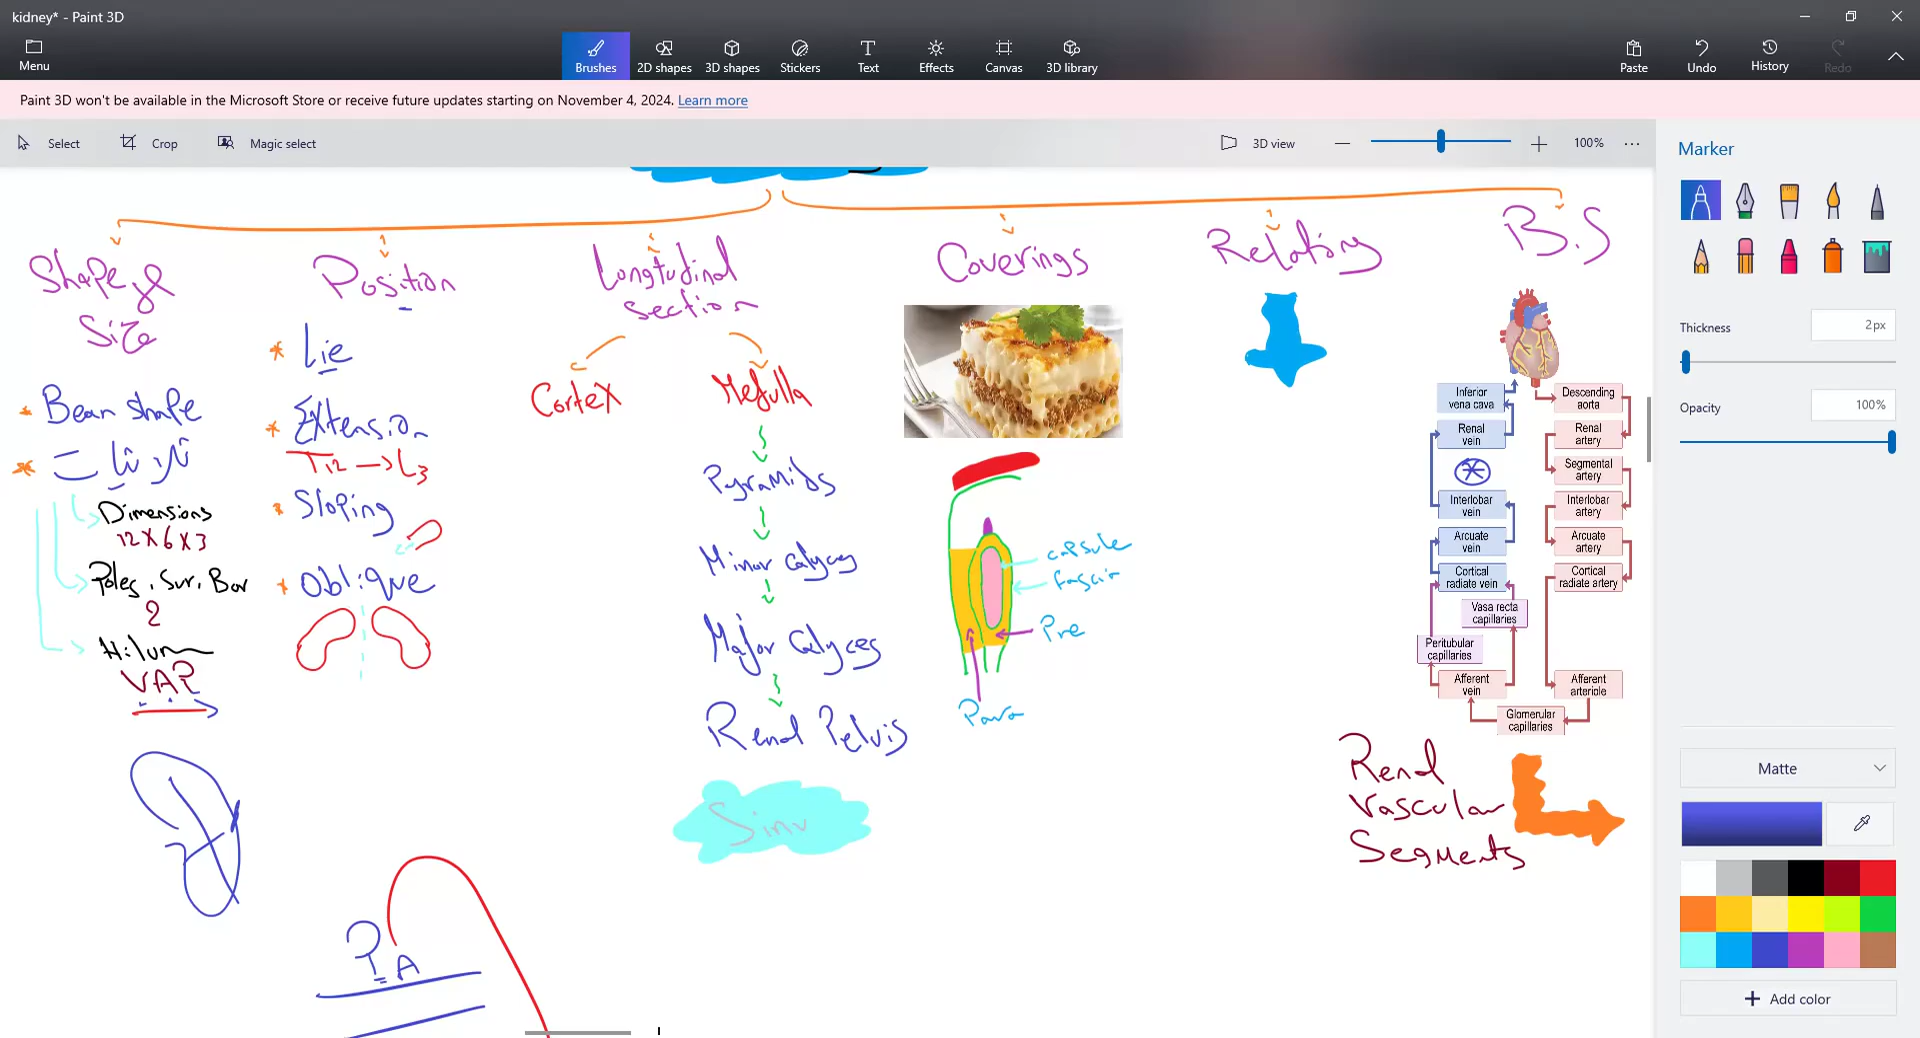 kidney* - Paint 3D
Menu
Brushes
2D shapes
3D shapes
Stickers
Text
Effects
Canvas
3D library
Paste
Undo
History
Redo
Paint 3D won't be available in the Microsoft Store or receive future updates starting on November 4, 2024. Learn more
Select
Crop
Magic select
3D view
100%
Marker
Thickness
2px
Opacity
100%
Matte
Add color
Shape &
Size
* Bean shape
*
Dimensions
12 x 6 x 3
Poles, Sur, Bor
2
Hilum
VAP
Position
* Lie
* Extension
T12 → L3
* Sloping
* Oblique
Longtudinal
section
Cortex
Medulla
Pyramids
Minor Calyces
Major Calyces
Renal Pelvis
Sinu
P A
Coverings
capsule
fascia
Pre
Para
Relations
B.S
Inferior
vena cava
Renal
vein
Interlobar
vein
Arcuate
vein
Cortical
radiate vein
Vasa recta
capillaries
Peritubular
capillaries
Afferent
vein
Glomerular
capillaries
Descending
aorta
Renal
artery
Segmental
artery
Interlobar
artery
Arcuate
artery
Cortical
radiate artery
Afferent
arteriole
Renal
Vascular
Segments